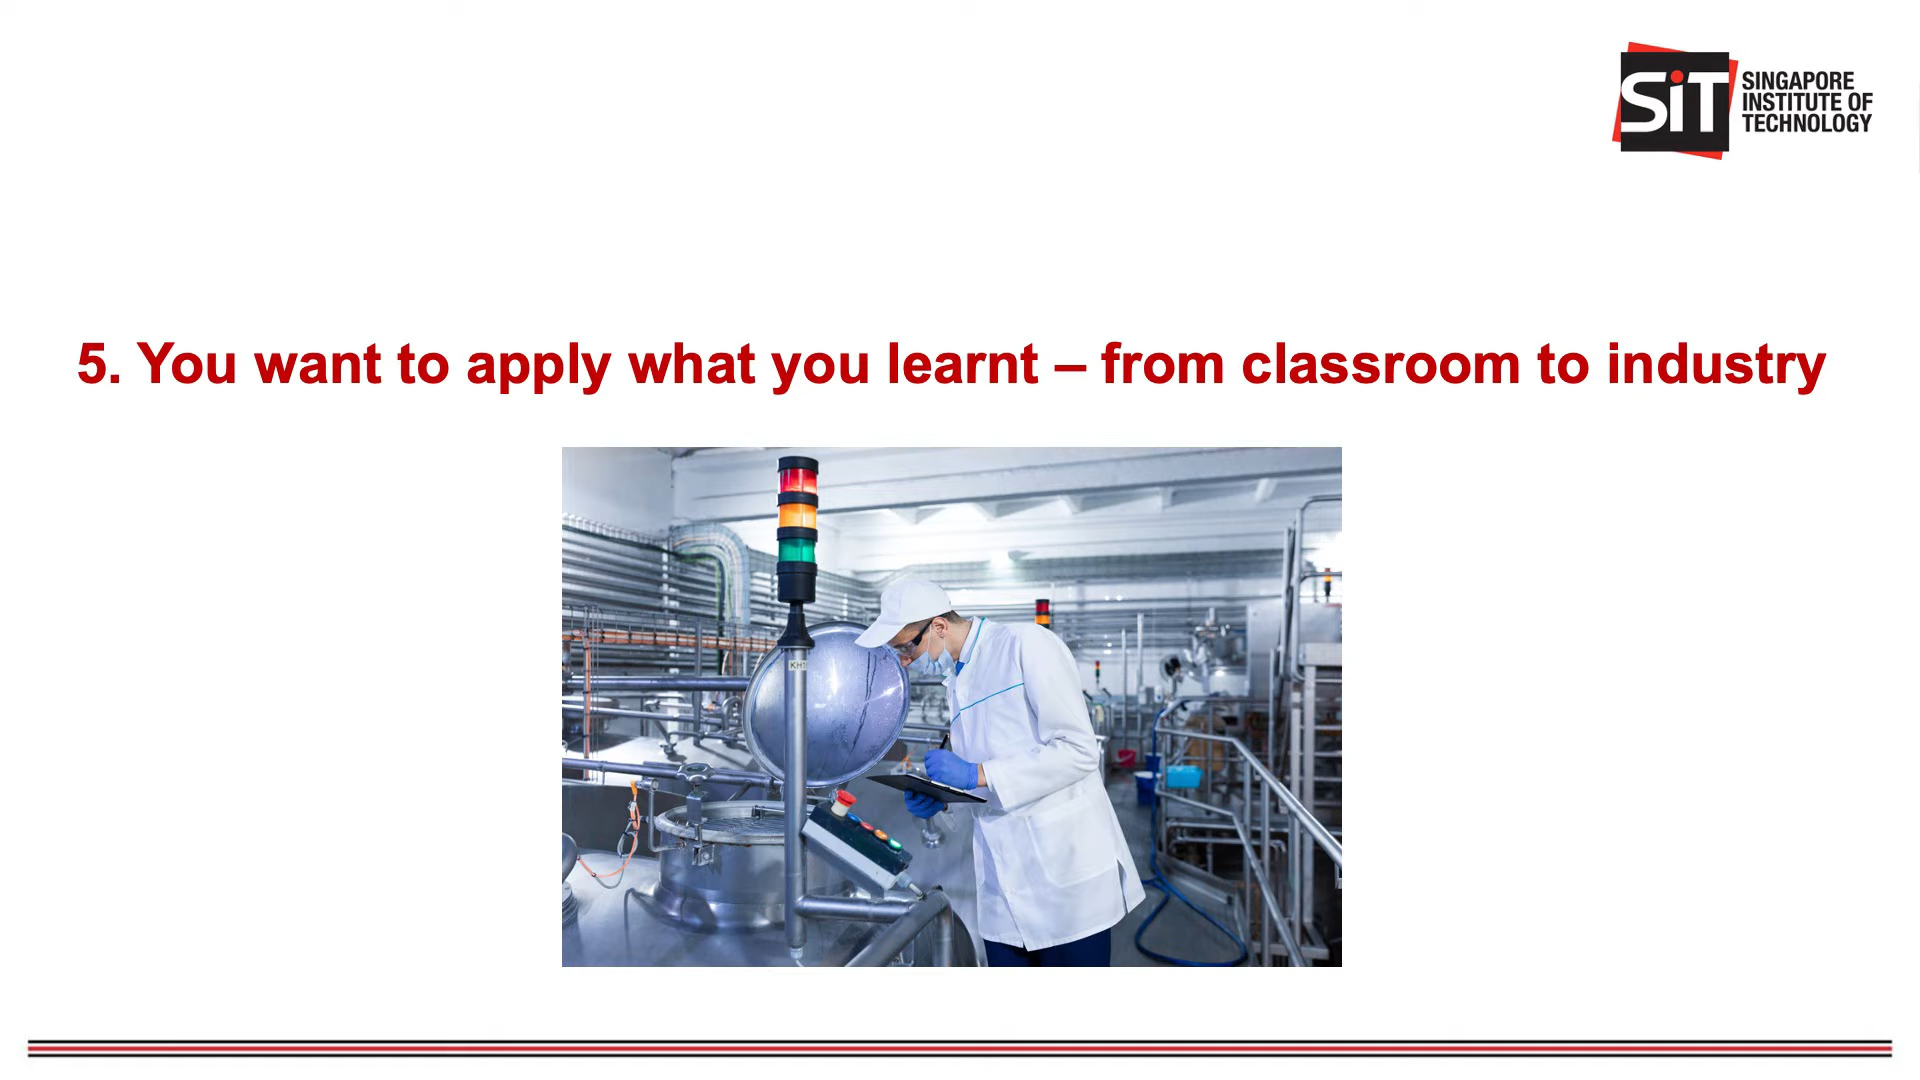 SiT
SINGAPORE
INSTITUTE OF
TECHNOLOGY
5. You want to apply what you learnt – from classroom to industry